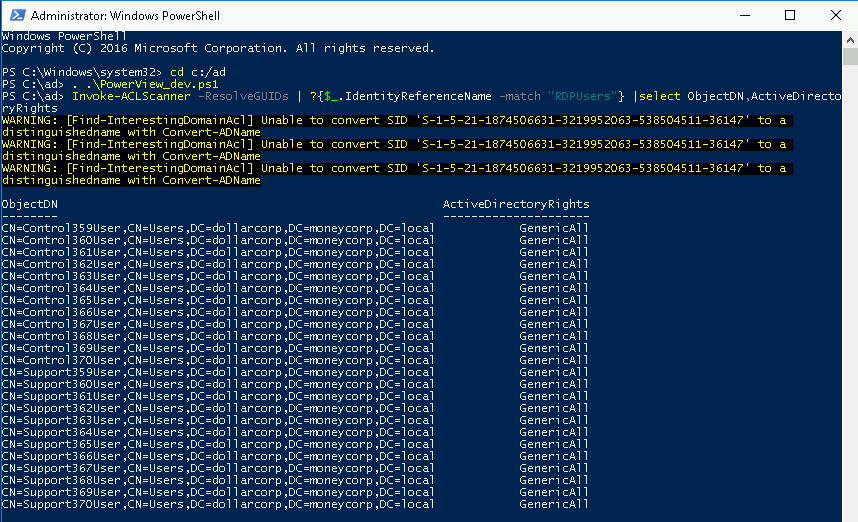 Administrator: Windows PowerShell
Windows PowerShell
Copyright (C) 2016 Microsoft Corporation. All rights reserved.
PS C:\Windows\system32> cd c:/ad
PS C:\ad> . .\PowerView_dev.ps1
PS C:\ad> Invoke-ACLScanner -ResolveGUIDs | ?{$_.IdentityReferenceName -match "RDPUsers"} |select ObjectDN,ActiveDirecto
ryRights
WARNING: [Find-InterestingDomainAcl] Unable to convert SID 'S-1-5-21-1874506631-3219952063-538504511-36147' to a
distinguishedname with Convert-ADName
WARNING: [Find-InterestingDomainAcl] Unable to convert SID 'S-1-5-21-1874506631-3219952063-538504511-36147' to a
distinguishedname with Convert-ADName
WARNING: [Find-InterestingDomainAcl] Unable to convert SID 'S-1-5-21-1874506631-3219952063-538504511-36147' to a
distinguishedname with Convert-ADName
ObjectDN ActiveDirectoryRights
-------- ---------------------
CN=Control359User,CN=Users,DC=dollarcorp,DC=moneycorp,DC=local GenericAll
CN=Control360User,CN=Users,DC=dollarcorp,DC=moneycorp,DC=local GenericAll
CN=Control361User,CN=Users,DC=dollarcorp,DC=moneycorp,DC=local GenericAll
CN=Control362User,CN=Users,DC=dollarcorp,DC=moneycorp,DC=local GenericAll
CN=Control363User,CN=Users,DC=dollarcorp,DC=moneycorp,DC=local GenericAll
CN=Control364User,CN=Users,DC=dollarcorp,DC=moneycorp,DC=local GenericAll
CN=Control365User,CN=Users,DC=dollarcorp,DC=moneycorp,DC=local GenericAll
CN=Control366User,CN=Users,DC=dollarcorp,DC=moneycorp,DC=local GenericAll
CN=Control367User,CN=Users,DC=dollarcorp,DC=moneycorp,DC=local GenericAll
CN=Control368User,CN=Users,DC=dollarcorp,DC=moneycorp,DC=local GenericAll
CN=Control369User,CN=Users,DC=dollarcorp,DC=moneycorp,DC=local GenericAll
CN=Control370User,CN=Users,DC=dollarcorp,DC=moneycorp,DC=local GenericAll
CN=Support359User,CN=Users,DC=dollarcorp,DC=moneycorp,DC=local GenericAll
CN=Support360User,CN=Users,DC=dollarcorp,DC=moneycorp,DC=local GenericAll
CN=Support361User,CN=Users,DC=dollarcorp,DC=moneycorp,DC=local GenericAll
CN=Support362User,CN=Users,DC=dollarcorp,DC=moneycorp,DC=local GenericAll
CN=Support363User,CN=Users,DC=dollarcorp,DC=moneycorp,DC=local GenericAll
CN=Support364User,CN=Users,DC=dollarcorp,DC=moneycorp,DC=local GenericAll
CN=Support365User,CN=Users,DC=dollarcorp,DC=moneycorp,DC=local GenericAll
CN=Support366User,CN=Users,DC=dollarcorp,DC=moneycorp,DC=local GenericAll
CN=Support367User,CN=Users,DC=dollarcorp,DC=moneycorp,DC=local GenericAll
CN=Support368User,CN=Users,DC=dollarcorp,DC=moneycorp,DC=local GenericAll
CN=Support369User,CN=Users,DC=dollarcorp,DC=moneycorp,DC=local GenericAll
CN=Support370User,CN=Users,DC=dollarcorp,DC=moneycorp,DC=local GenericAll